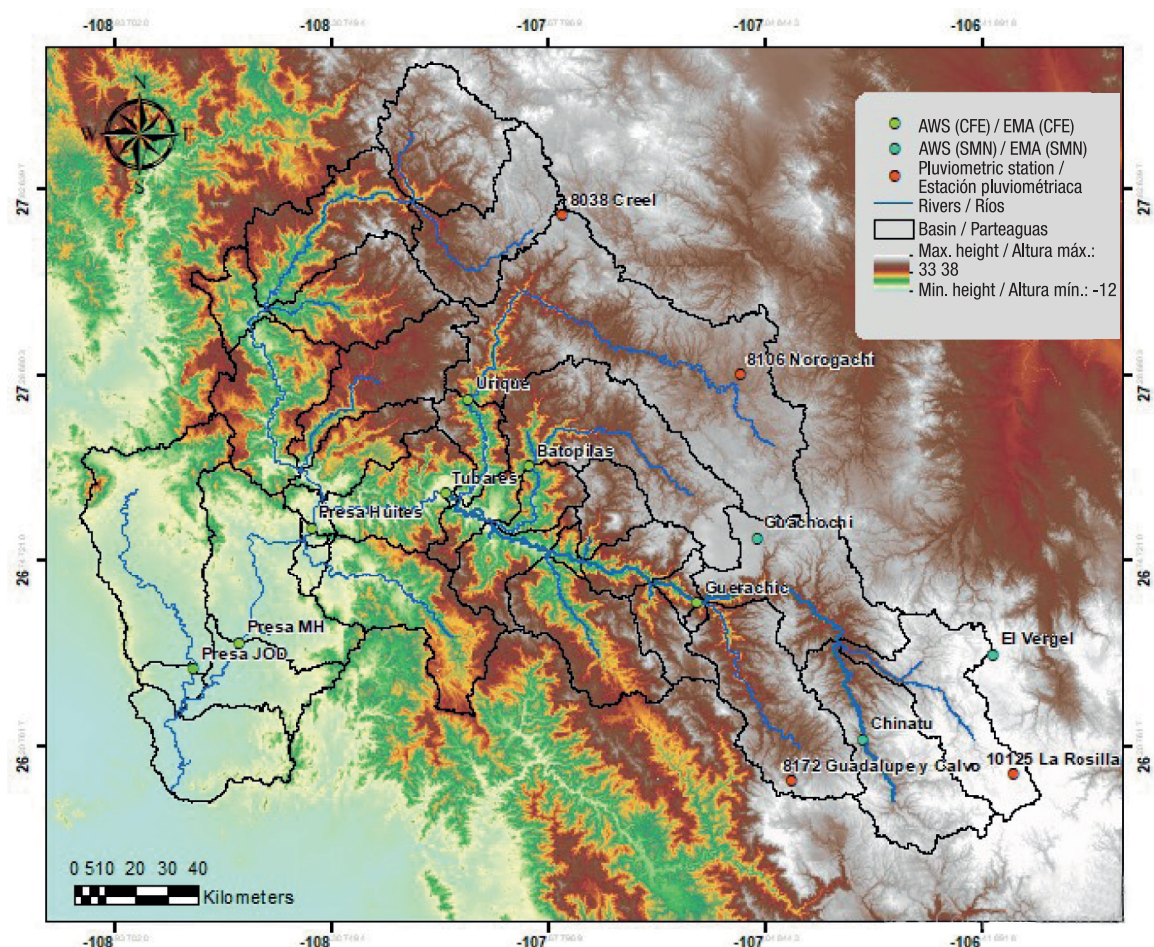 -108
-108
-107
-107
-106
N
W
S
AWS (CFE) / EMA (CFE)
AWS (SMN) / EMA (SMN)
Pluviometric station /
Estación pluviométriaca
Rivers / Ríos
Basin / Parteaguas
Max. height / Altura máx.:
33 38
Min. height / Altura mín.: -12
27
27
8038 Creel
27
27
8106 Norogachi
Urique
Batopilas
Tubares
Presa Huites
Guachochi
26
26
Guerachic
Presa MH
El Vergel
Presa JOD
Chinatu
26
26
10125 La Rosilla
8172 Guadalupe y Calvo
0 5 10 20 30 40
Kilometers
-108
-108
-107
-107
-106